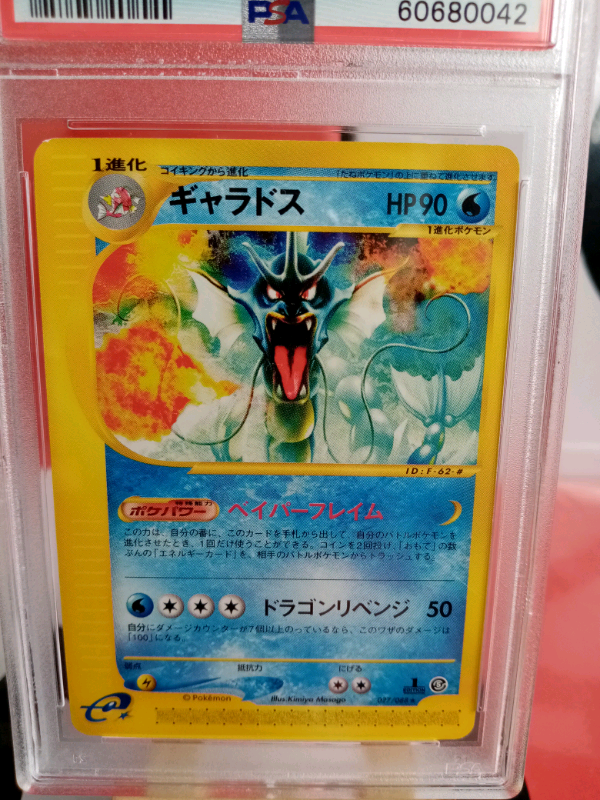 PSA
60680042
1進化
コイキングから進化
「たねポケモン」の上に重ねて進化させます
ギャラドス
HP90
1進化ポケモン
ID:F-62-#
特殊能力
ポケパワー
ベイパーフレイム
この力は、自分の番に、このカードを手札から出して、自分のバトルポケモンを
進化させたとき、1回だけ使うことができる。コインを2回投げ、「おもて」の数
ぶんの「エネルギーカード」を、相手のバトルポケモンからトラッシュする。
ドラゴンリベンジ 50
自分にダメージカウンターが7個以上のっているなら、このワザのダメージは
「100」になる。
弱点
抵抗力
にげる
1
EDITION
© Pokémon
Illus.Kimiya Masago
e